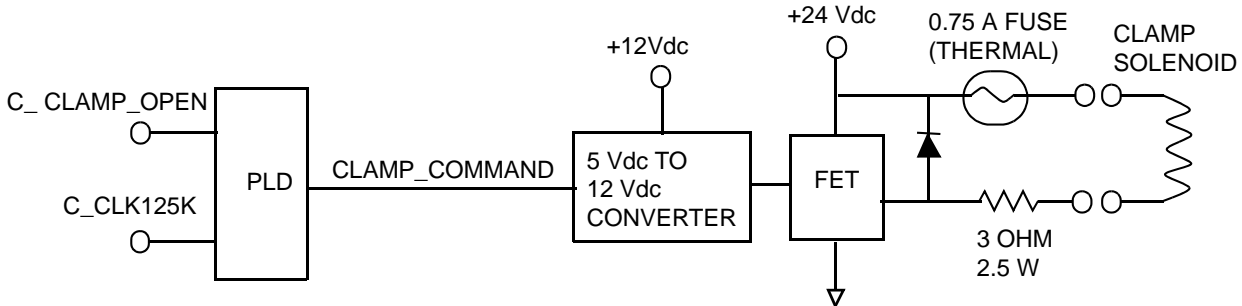 +24 Vdc
0.75 A FUSE
(THERMAL)
CLAMP
SOLENOID
+12Vdc
C_ CLAMP_OPEN
PLD
CLAMP_COMMAND
5 Vdc TO
12 Vdc
CONVERTER
FET
C_CLK125K
3 OHM
2.5 W